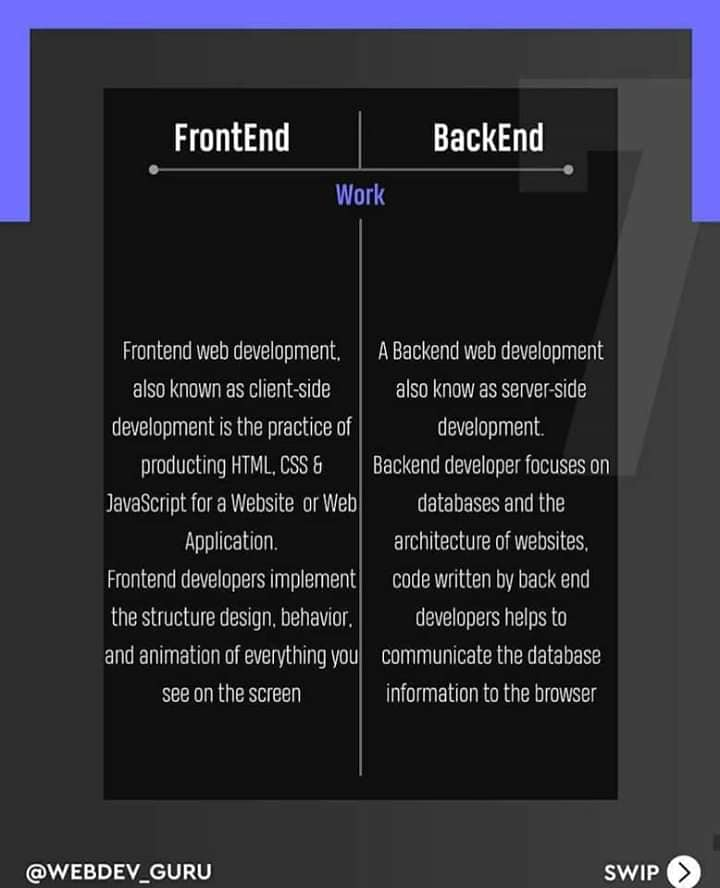 FrontEnd
BackEnd
Work
Frontend web development,
also known as client-side
development is the practice of
producting HTML, CSS &
JavaScript for a Website or Web
Application.
Frontend developers implement
the structure design, behavior,
and animation of everything you
see on the screen
A Backend web development
also know as server-side
development.
Backend developer focuses on
databases and the
architecture of websites,
code written by back end
developers helps to
communicate the database
information to the browser
7
@WEBDEV_GURU
SWIP